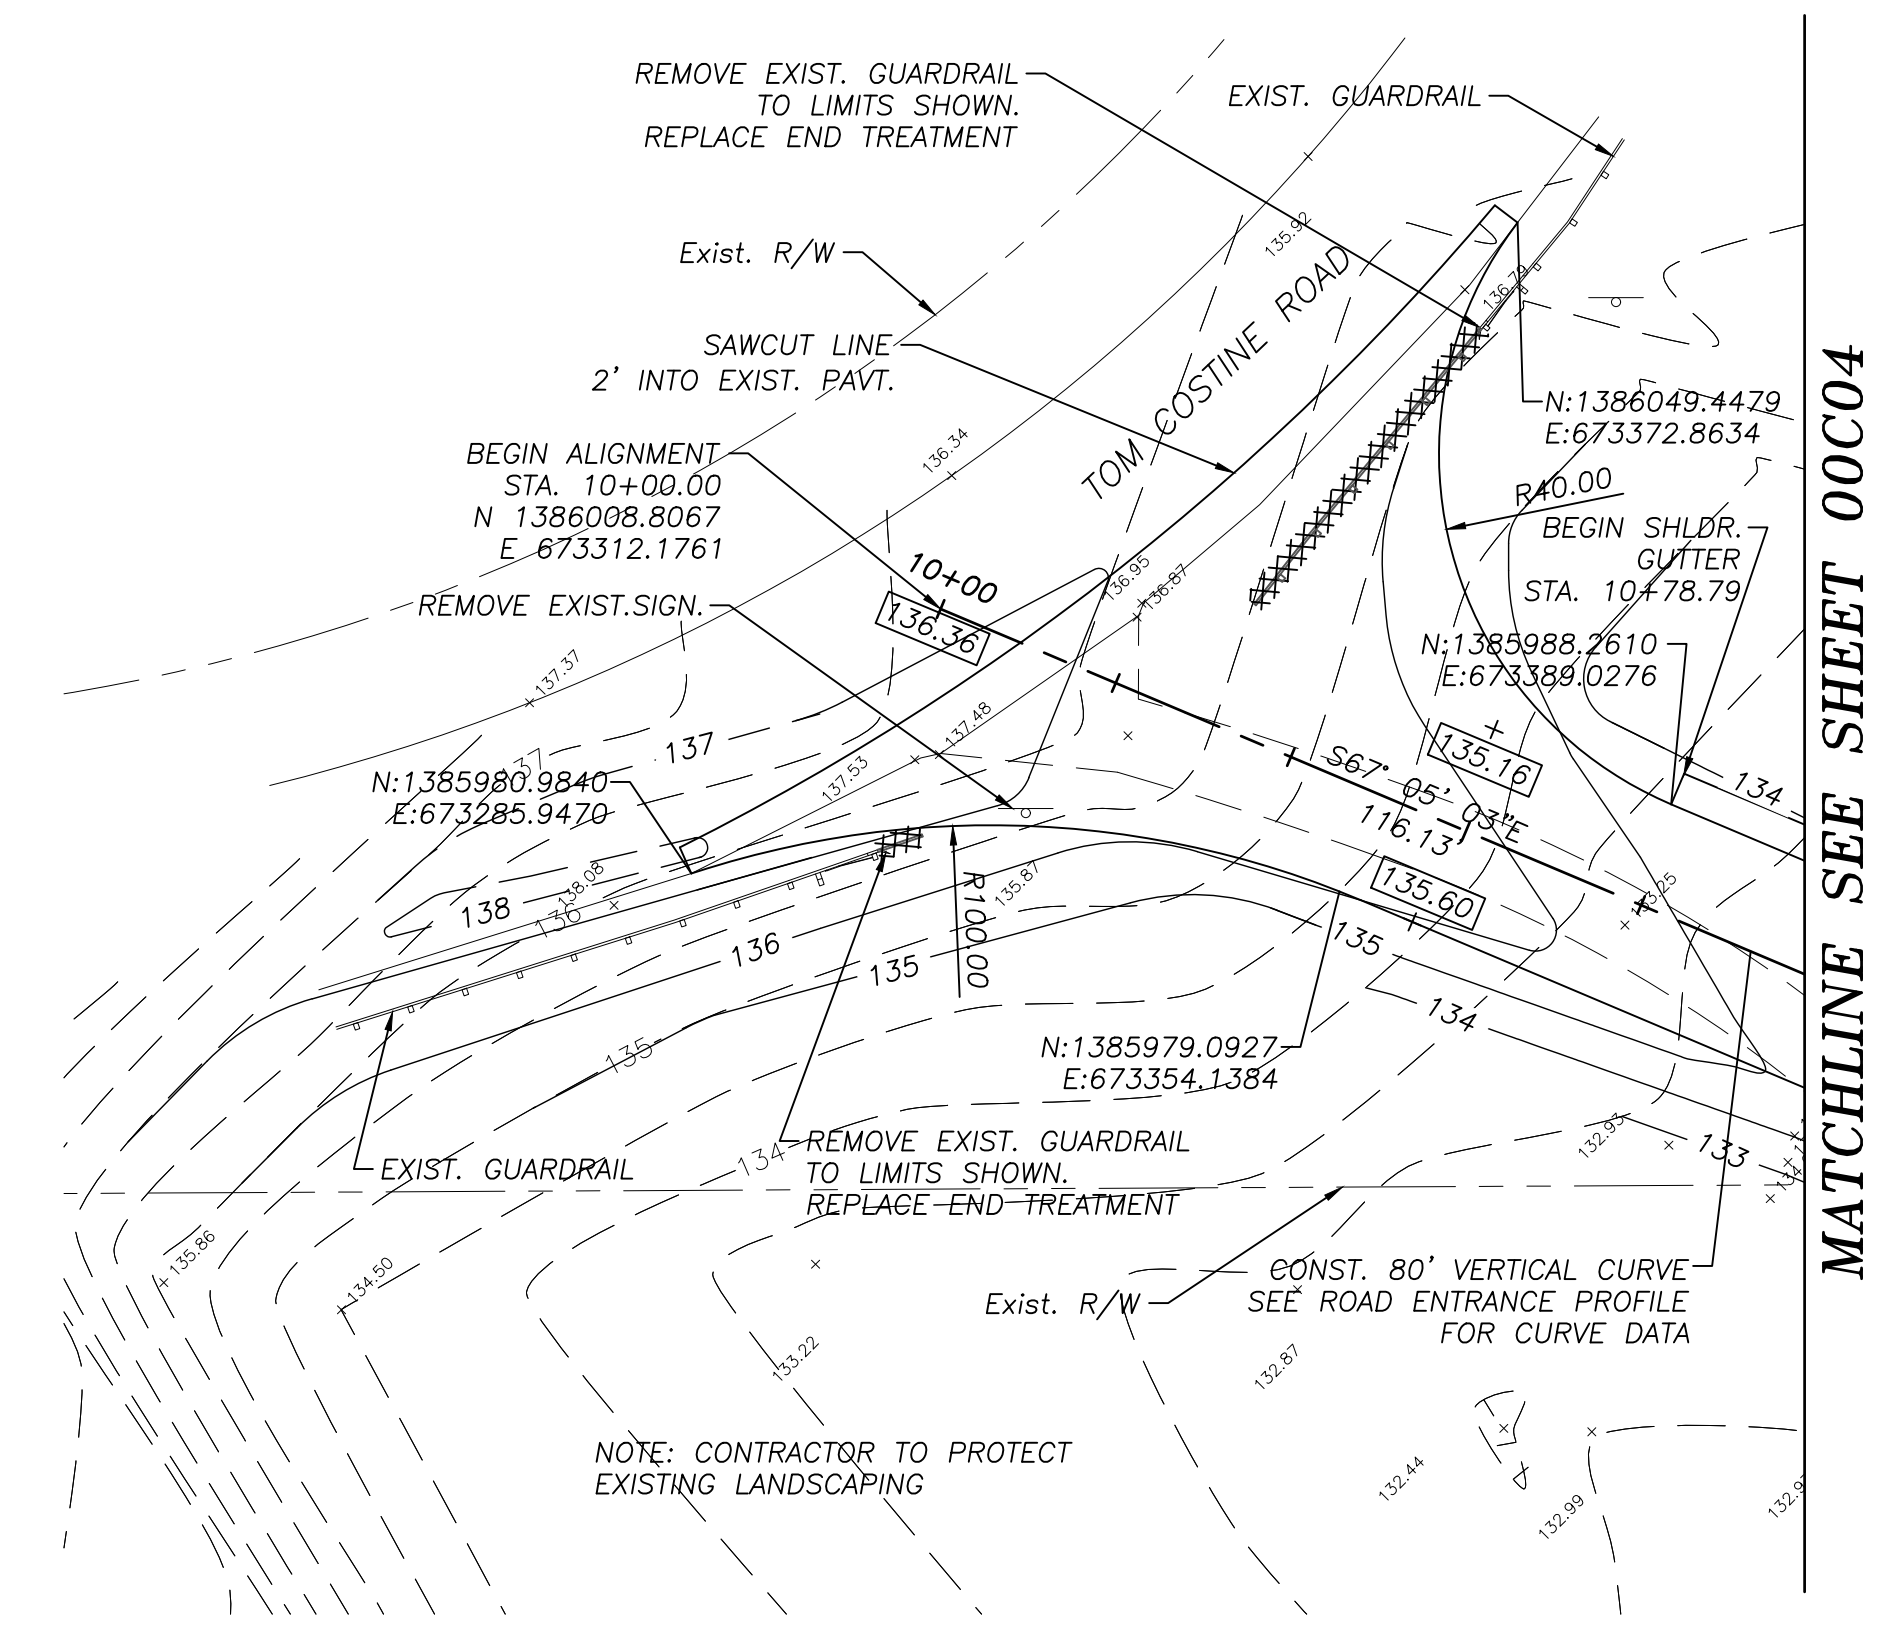 REMOVE EXIST. GUARDRAIL
TO LIMITS SHOWN.
REPLACE END TREATMENT
EXIST. GUARDRAIL
Exist. R/W
135.92
136.79
TOM COSTINE ROAD
SAWCUT LINE
2' INTO EXIST. PAVT.
N:1386049.4479
E:673372.8634
136.34
BEGIN ALIGNMENT
STA. 10+00.00
N 1386008.8067
E 673312.1761
R40.00
BEGIN SHLDR.
GUTTER
STA. 10+78.79
10+00
136.36
136.95
136.87
REMOVE EXIST.SIGN.
N:1385988.2610
E:673389.0276
137.37
137.48
137
137
137.53
N:1385980.9840
E:673285.9470
135.16
S67° 05' 03"E
116.13'
134
138.08
138
136
136
135
R100.00
135.87
135.60
135
133.25
134
135
N:1385979.0927
E:673354.1384
134
EXIST. GUARDRAIL
REMOVE EXIST. GUARDRAIL
TO LIMITS SHOWN.
REPLACE END TREATMENT
132.93
133
135.86
134.50
Exist. R/W
CONST. 80' VERTICAL CURVE
SEE ROAD ENTRANCE PROFILE
FOR CURVE DATA
133.22
132.87
132.44
132.99
NOTE: CONTRACTOR TO PROTECT
EXISTING LANDSCAPING
MATCHLINE SEE SHEET 00C04